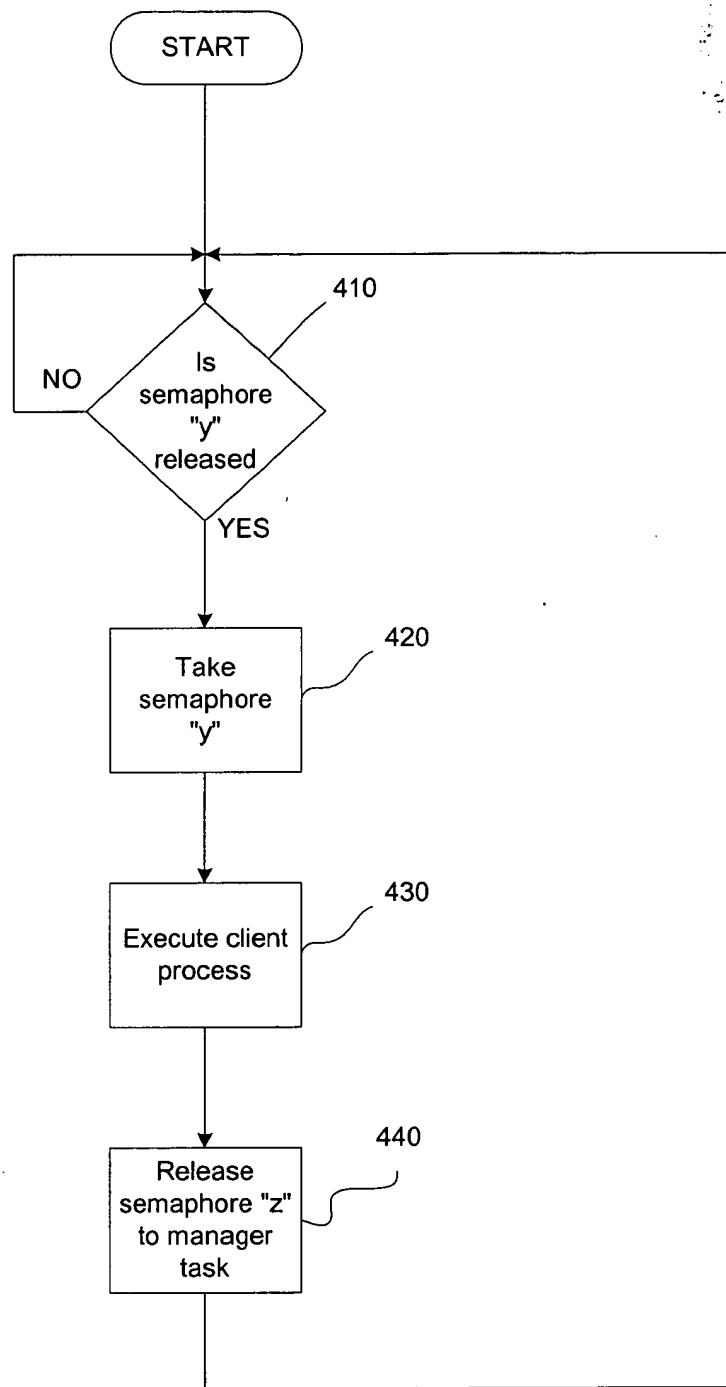 START
410
Is
semaphore
"y"
released
NO
YES
420
Take
semaphore
"y"
430
Execute client
process
440
Release
semaphore "z"
to manager
task